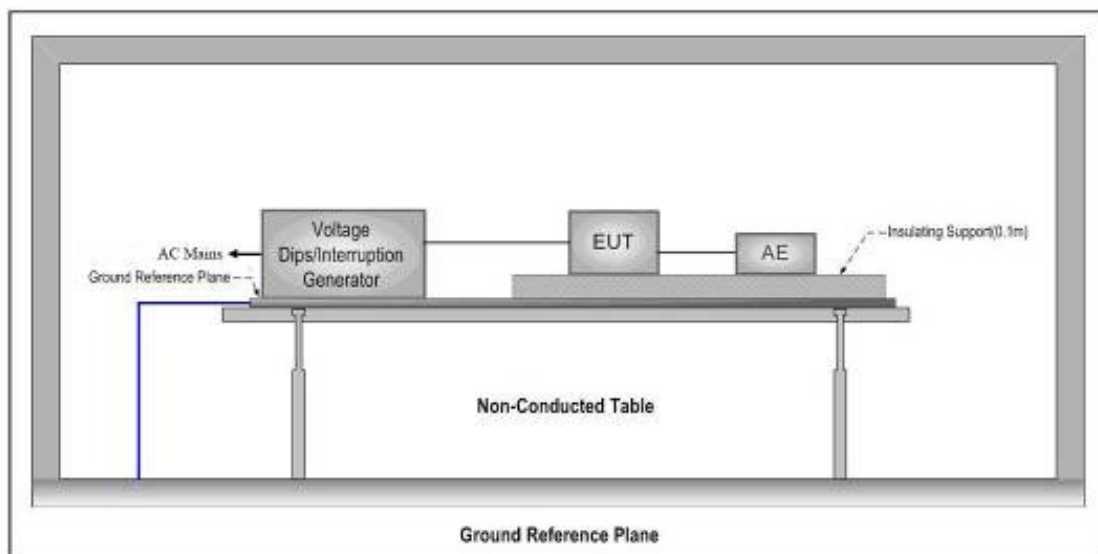 Voltage
Dips/Interruption
Generator
EUT
AE
Insulating Support(0.1m)
AC Mains
Ground Reference Plane
Non-Conducted Table
Ground Reference Plane